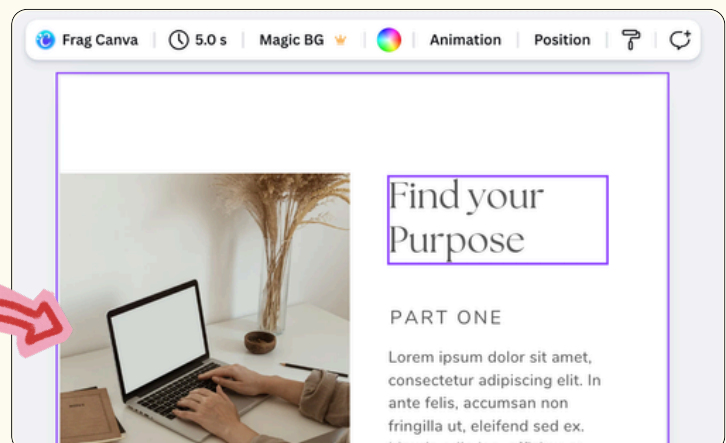 Frag Canva 5.0 s Magic BG Animation Position
Find your
Purpose
PART ONE
Lorem ipsum dolor sit amet,
consectetur adipiscing elit. In
ante felis, accumsan non
fringilla ut, eleifend sed ex.